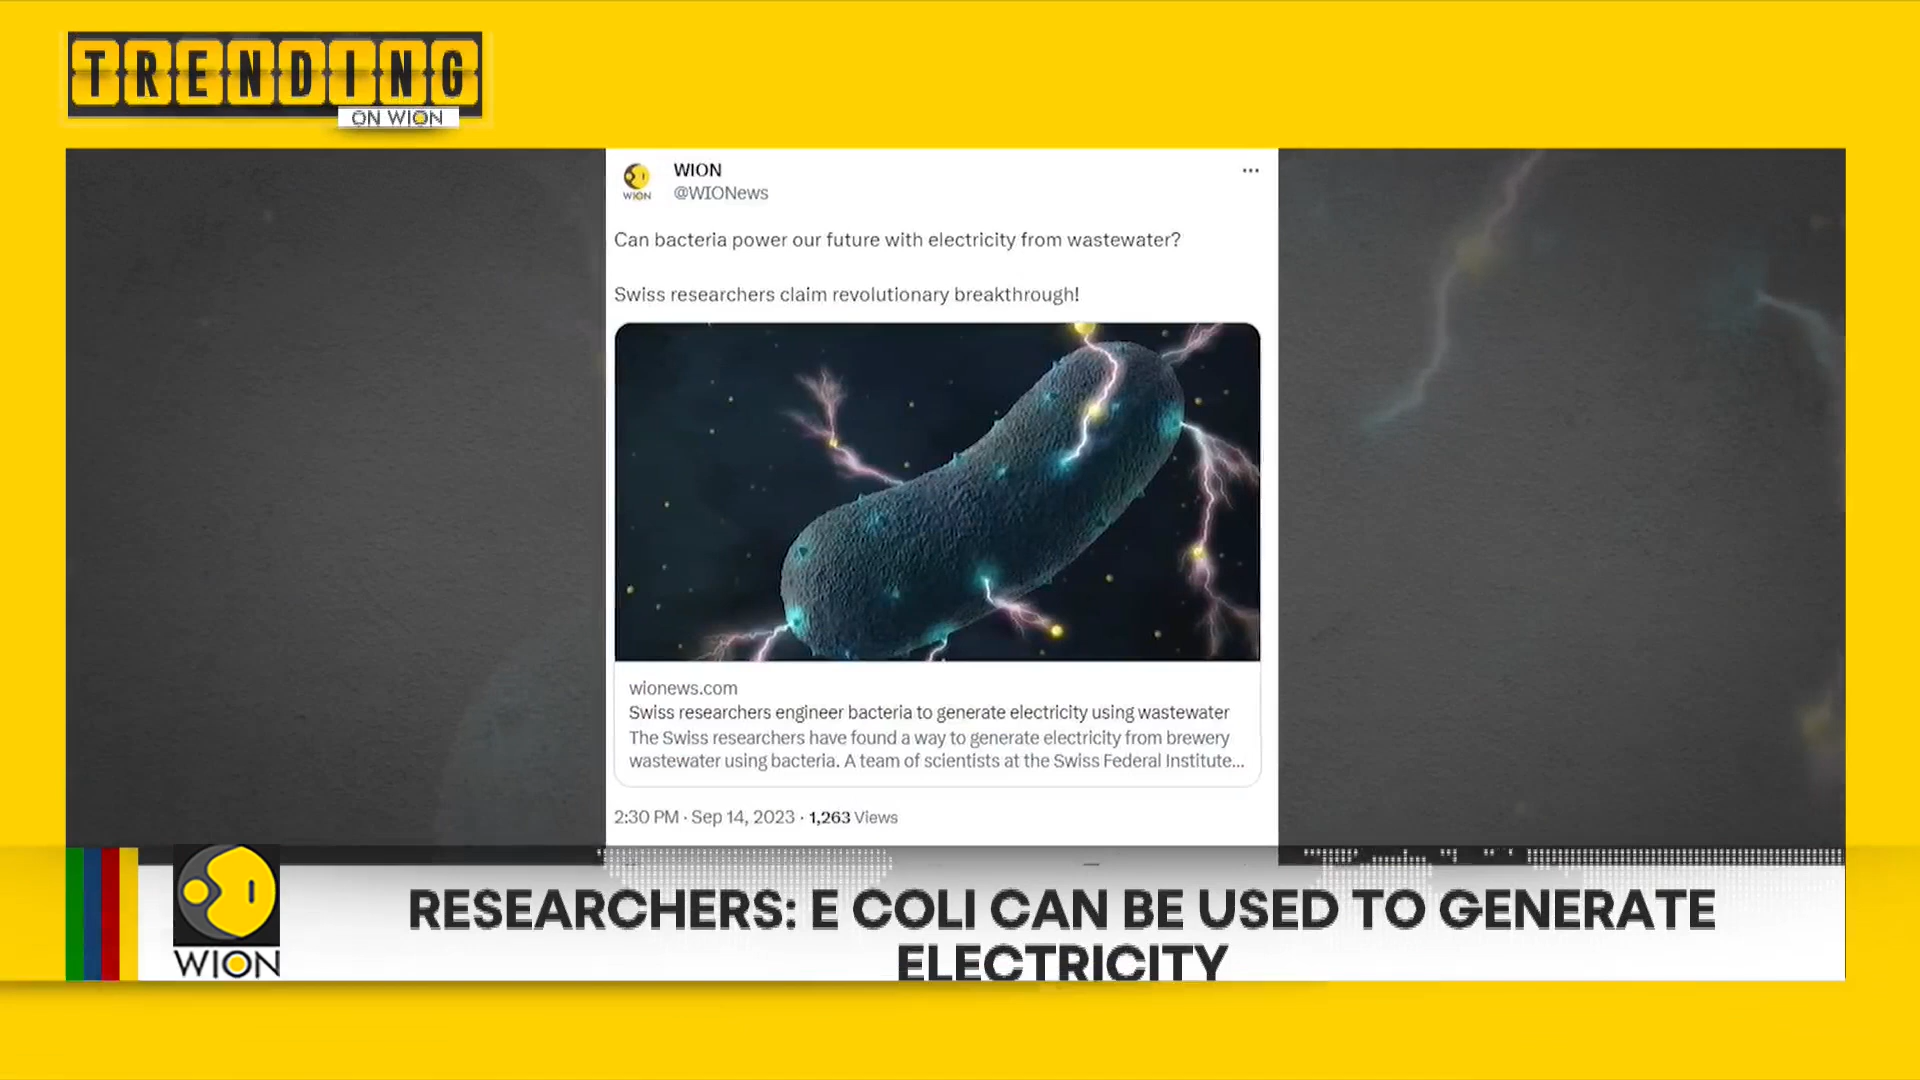 TRENDING
ON WION
WION
@WIONews
Can bacteria power our future with electricity from wastewater?
Swiss researchers claim revolutionary breakthrough!
wionews.com
Swiss researchers engineer bacteria to generate electricity using wastewater
The Swiss researchers have found a way to generate electricity from brewery
wastewater using bacteria. A team of scientists at the Swiss Federal Institute...
2:30 PM · Sep 14, 2023 · 1,263 Views
WION
RESEARCHERS: E COLI CAN BE USED TO GENERATE
ELECTRICITY
WION